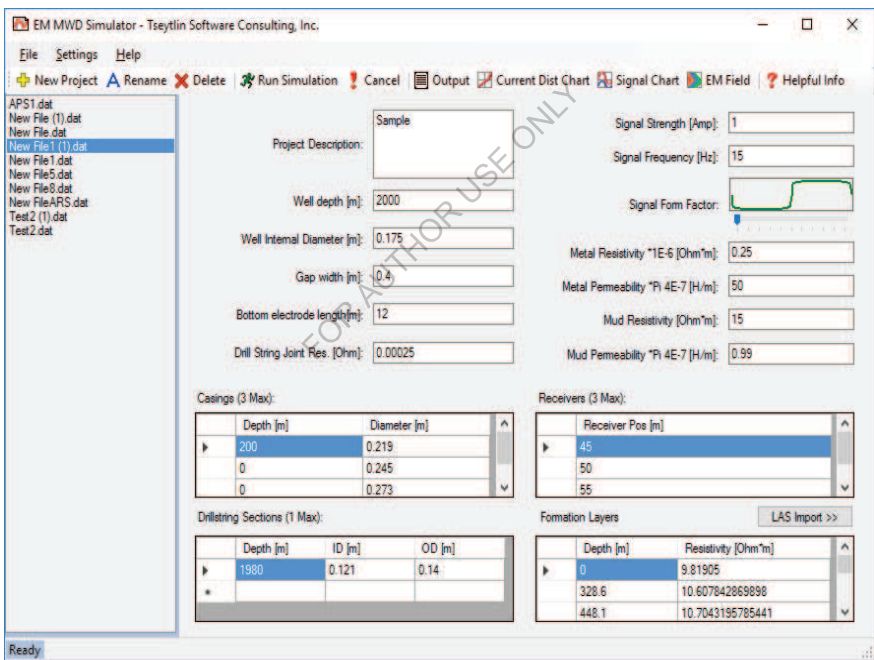 EM MWD Simulator - Tseytlin Software Consulting, Inc.
File Settings Help
New Project Rename Delete Run Simulation Cancel Output Current Dist Chart Signal Chart EM Field Helpful Info
APS1.dat
New File (1).dat
New File.dat
New File1 (1).dat
New File1.dat
New File5.dat
New File8.dat
New FileARS.dat
Test2 (1).dat
Test2.dat
Project Description: Sample
Well depth [m]: 2000
Well Internal Diameter [m]: 0.175
Gap width [m]: 0.4
Bottom electrode length[m]: 12
Drill String Joint Res. [Ohm]: 0.00025
Signal Strength [Amp]: 1
Signal Frequency [Hz]: 15
Signal Form Factor:
Metal Resistivity *1E-6 [Ohm*m]: 0.25
Metal Permeability *Pi 4E-7 [H/m]: 50
Mud Resistivity [Ohm*m]: 15
Mud Permeability *Pi 4E-7 [H/m]: 0.99
Casings (3 Max):
Depth [m] Diameter [m]
200 0.219
0 0.245
0 0.273
Receivers (3 Max):
Receiver Pos [m]
45
50
55
Drillstring Sections (1 Max):
Depth [m] ID [m] OD [m]
1980 0.121 0.14
Formation Layers LAS Import >>
Depth [m] Resistivity [Ohm*m]
0 9.81905
328.6 10.607842869898
448.1 10.7043195785441
Ready
FOR AUTHOR USE ONLY